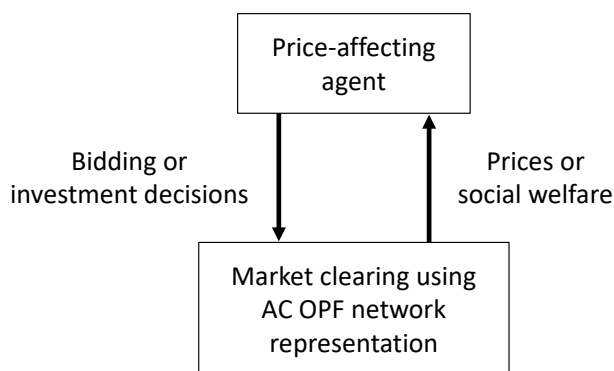 Price-affecting
agent
Bidding or
investment decisions
Prices or
social welfare
Market clearing using
AC OPF network
representation